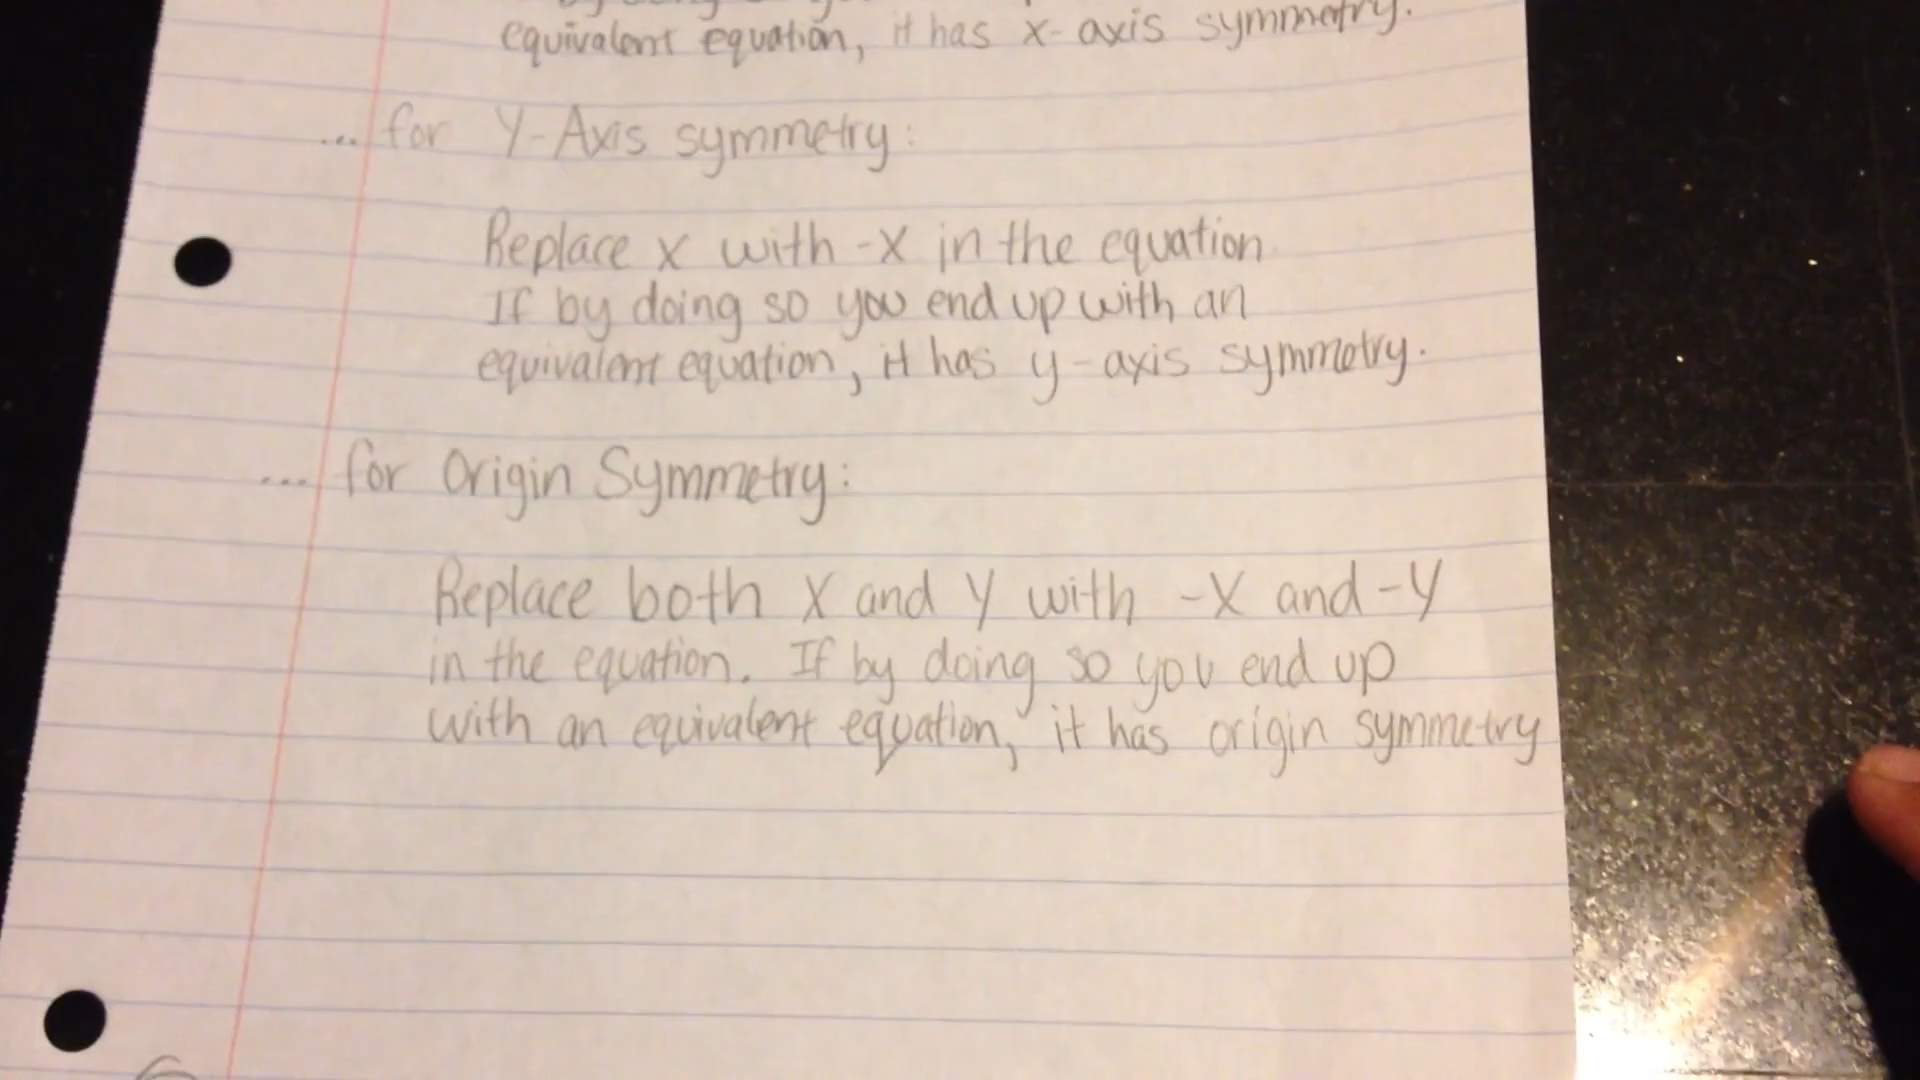 equivalent equation, it has x-axis symmetry.
... for Y-Axis symmetry:
Replace x with -x in the equation
If by doing so you end up with an
equivalent equation, it has y-axis symmetry.
... for Origin Symmetry:
Replace both X and Y with -X and -Y
in the equation. If by doing so you end up
with an equivalent equation, it has origin symmetry